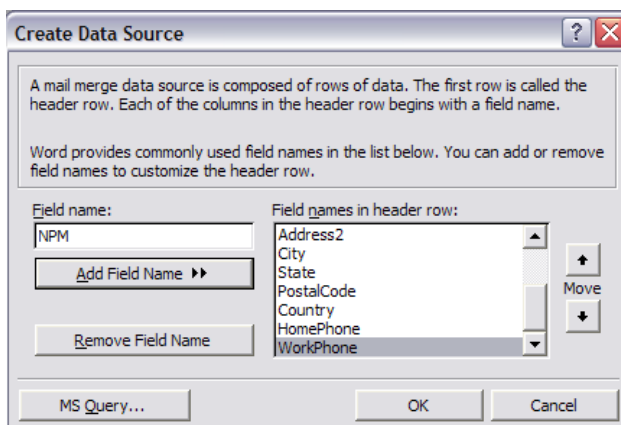 Create Data Source
A mail merge data source is composed of rows of data. The first row is called the
header row. Each of the columns in the header row begins with a field name.
Word provides commonly used field names in the list below. You can add or remove
field names to customize the header row.
Field name:
NPM
Add Field Name
Remove Field Name
Field names in header row:
Address2
City
State
PostalCode
Country
HomePhone
WorkPhone
Move
MS Query...
OK
Cancel